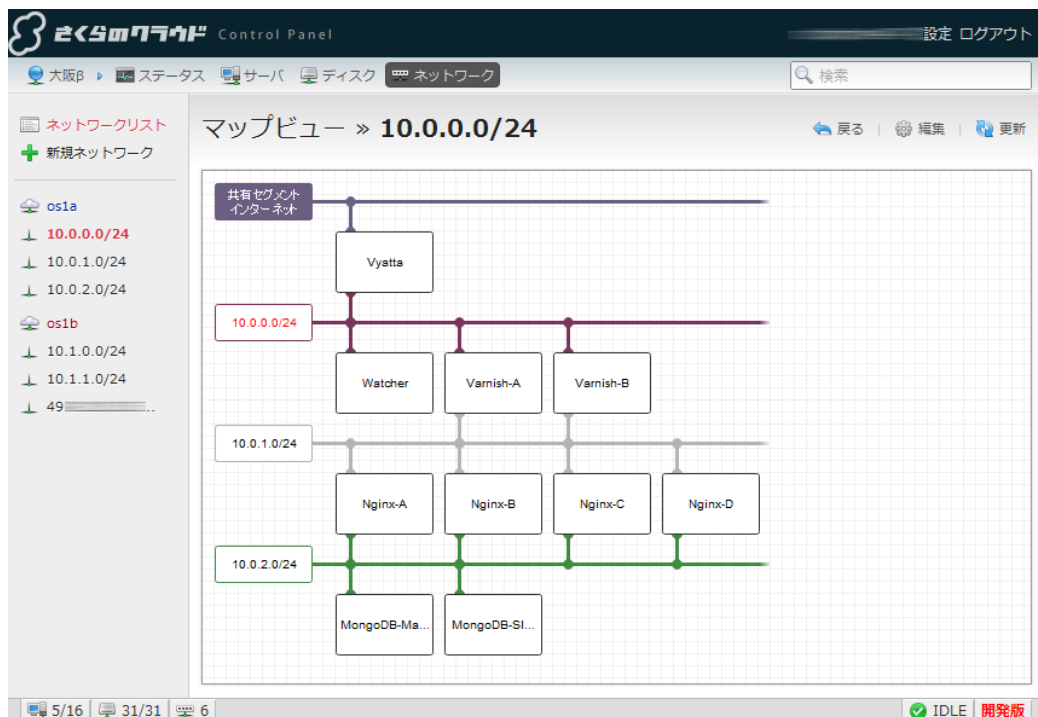 さくらのクラウド Control Panel
設定 ログアウト
大阪β ステータス サーバ ディスク ネットワーク
検索
ネットワークリスト
新規ネットワーク
os1a
10.0.0.0/24
10.0.1.0/24
10.0.2.0/24
os1b
10.1.0.0/24
10.1.1.0/24
49
マップビュー » 10.0.0.0/24
戻る
編集
更新
共有セグメント
インターネット
Vyatta
10.0.0.0/24
Watcher Varnish-A Varnish-B
10.0.1.0/24
Nginx-A Nginx-B Nginx-C Nginx-D
10.0.2.0/24
MongoDB-Ma... MongoDB-Sl...
5/16 31/31 6
IDLE 開発版